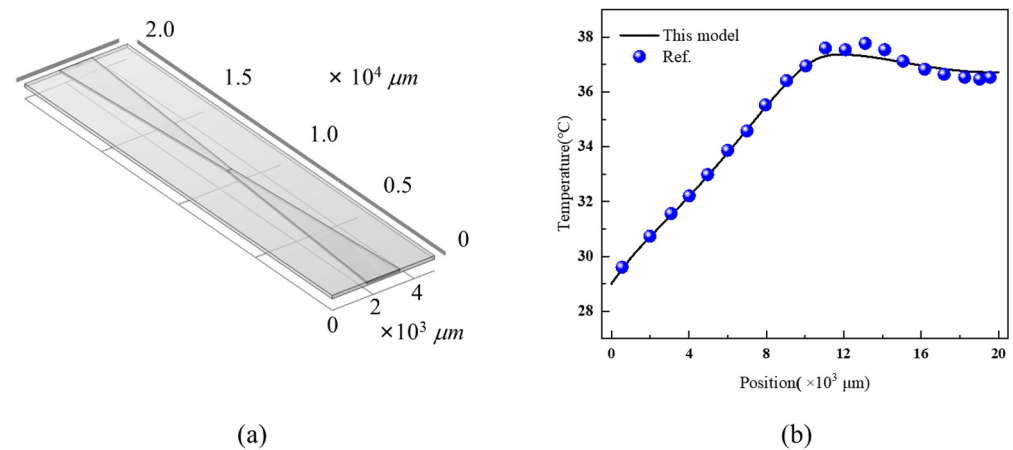 2.0
1.5
× 10⁴ μm
1.0
0.5
0
4
2
0
×10³ μm
(a)
This model
Ref.
38
36
34
32
30
28
Temperature(°C)
0 4 8 12 16 20
Position( ×10³ μm)
(b)